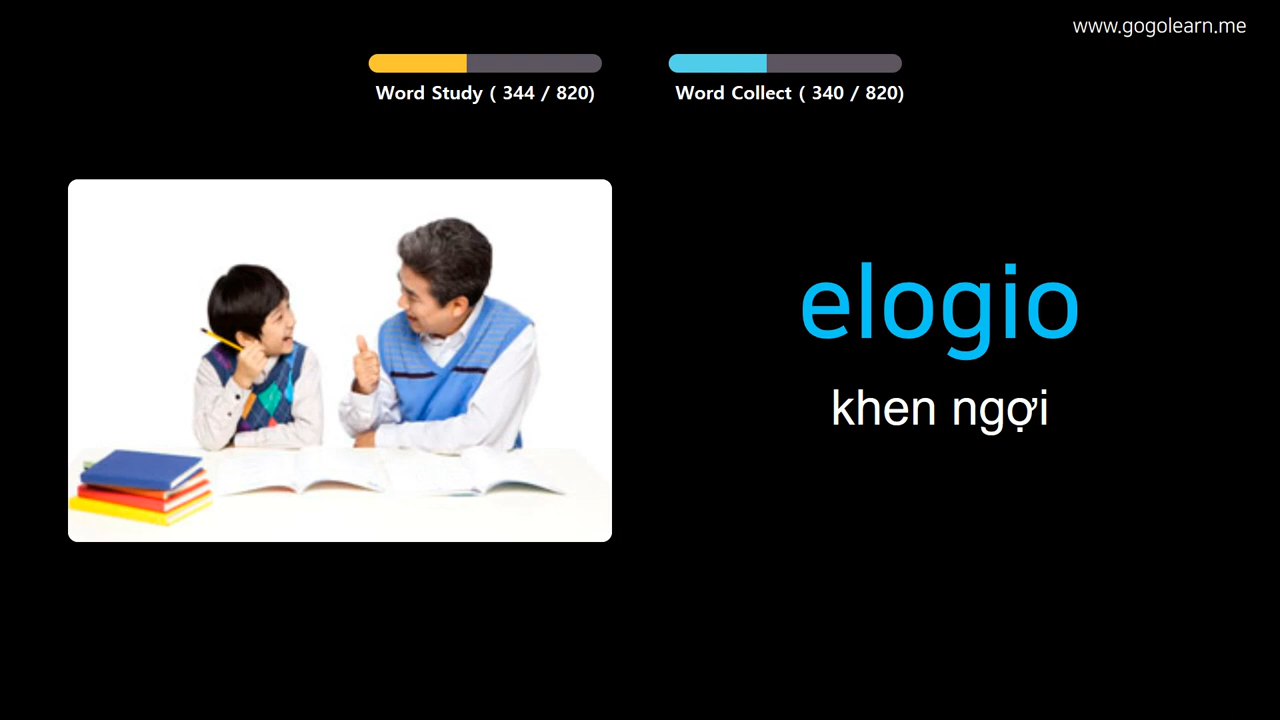 www.gogolearn.me
Word Study ( 344 / 820)
Word Collect ( 340 / 820)
elogio
khen ngợi